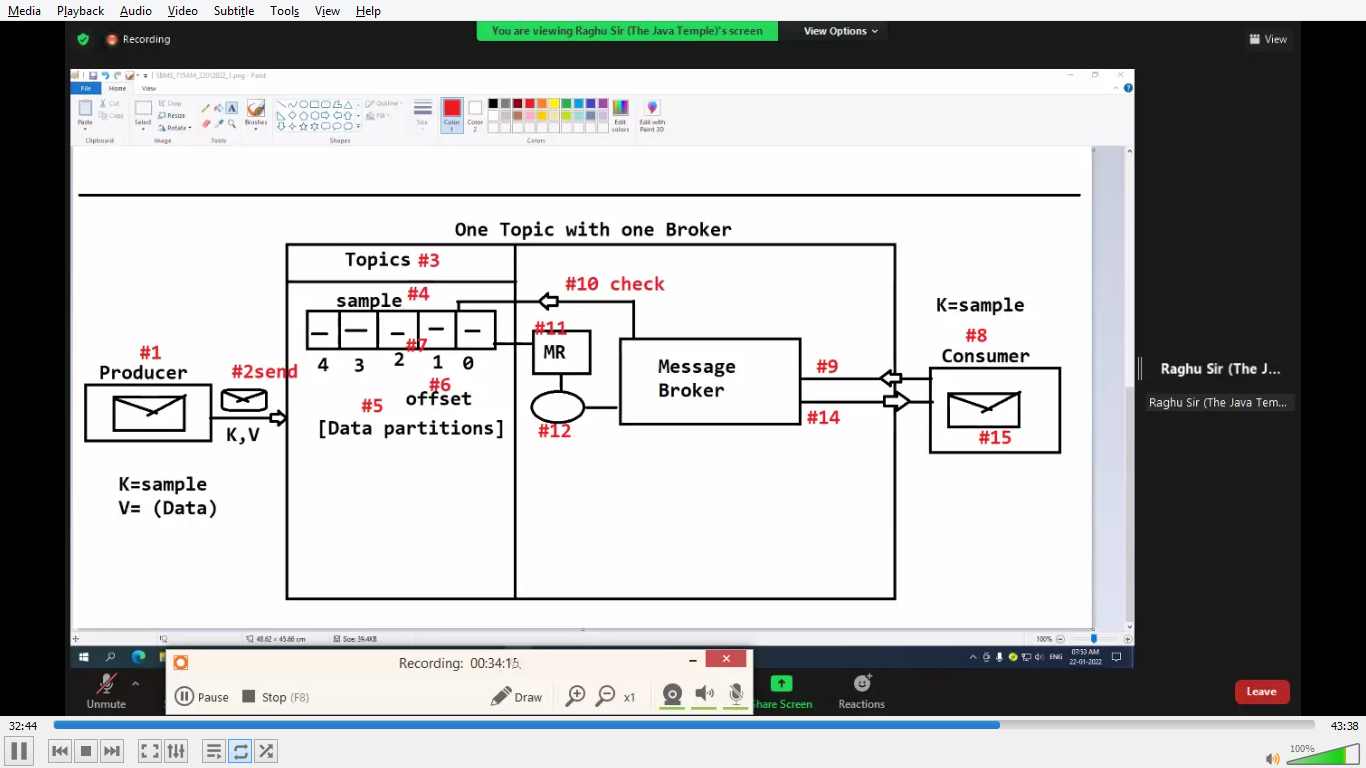 Media Playback Audio Video Subtitle Tools View Help
Recording
You are viewing Raghu Sir (The Java Temple)'s screen
View Options
View
SBMS_715AM_22012022_1.png - Paint
File Home View
Paste
Cut
Copy
Clipboard
Select
Crop
Resize
Rotate
Image
A
Tools
Brushes
Shapes
Outline
Fill
Size
Color 1
Color 2
Colors
Edit colors
Edit with Paint 3D
One Topic with one Broker
Topics #3
#10 check
sample #4
K=sample
#11
#8
MR
#7
Consumer
#1
4 3 2 1 0
Message
Broker
#9
Producer
#2send
#6
#5 offset
#12
#14
[Data partitions]
#15
K,V
K=sample
V= (Data)
Raghu Sir (The J...
Raghu Sir (The Java Tem...
48.62 × 45.66 cm
Size: 39.4KB
100%
ENG
07:53 AM
22-01-2022
Recording: 00:34:15
Pause
Stop (F8)
Draw
x1
Unmute
Share Screen
Reactions
Leave
32:44
43:38
100%